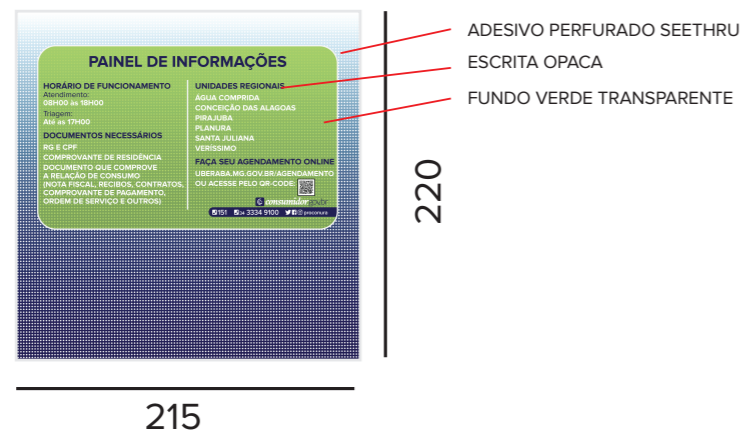 PAINEL DE INFORMAÇÕES
HORÁRIO DE FUNCIONAMENTO
Atendimento:
08H00 às 18H00
Triagem:
Até as 17H00
DOCUMENTOS NECESSÁRIOS
RG E CPF
COMPROVANTE DE RESIDÊNCIA
DOCUMENTO QUE COMPROVE
A RELAÇÃO DE CONSUMO
(NOTA FISCAL, RECIBOS, CONTRATOS,
COMPROVANTE DE PAGAMENTO,
ORDEM DE SERVIÇO E OUTROS)
UNIDADES REGIONAIS
ÁGUA COMPRIDA
CONCEIÇÃO DAS ALAGOAS
PIRAJUBA
PLANURA
SANTA JULIANA
VERÍSSIMO
FAÇA SEU AGENDAMENTO ONLINE
UBERABA.MG.GOV.BR/AGENDAMENTO
OU ACESSE PELO QR-CODE:
consumidor.gov.br
151 34 3334 9100 proconura
ADESIVO PERFURADO SEETHRU
ESCRITA OPACA
FUNDO VERDE TRANSPARENTE
220
215